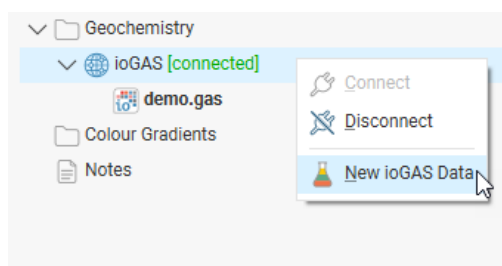 Geochemistry
ioGAS [connected]
demo.gas
Colour Gradients
Notes
Connect
Disconnect
New ioGAS Data